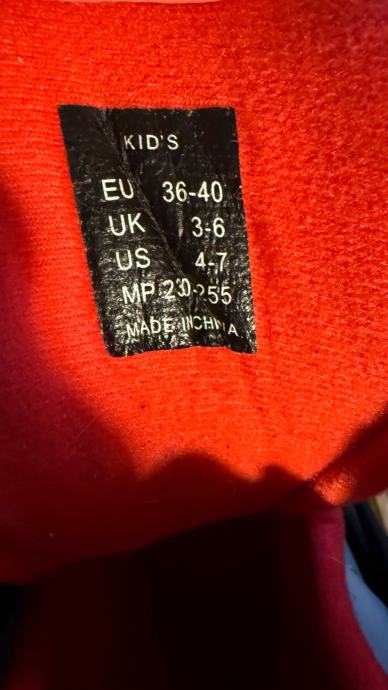 KID'S
EU 36-40
UK 3-6
US 4-7
MP 230-255
MADE IN CHINA